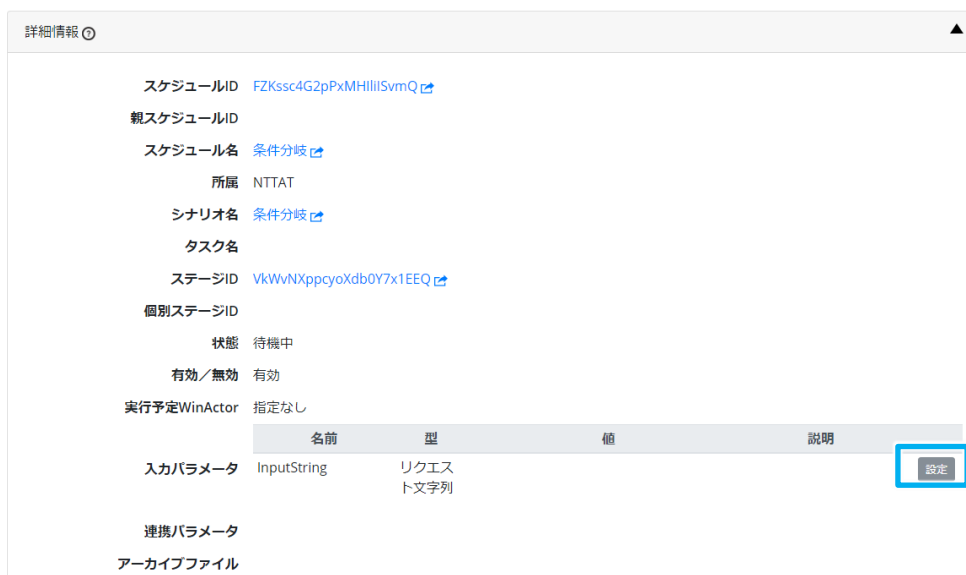 詳細情報
スケジュールID FZKssc4G2pPxMHIliISvmQ
親スケジュールID
スケジュール名 条件分岐
所属 NTTAT
シナリオ名 条件分岐
タスク名
ステージID VkWvNXppcyoXdb0Y7x1EEQ
個別ステージID
状態 待機中
有効／無効 有効
実行予定WinActor 指定なし
名前 型 値 説明
入力パラメータ InputString リクエス
ト文字列 設定
連携パラメータ
アーカイブファイル